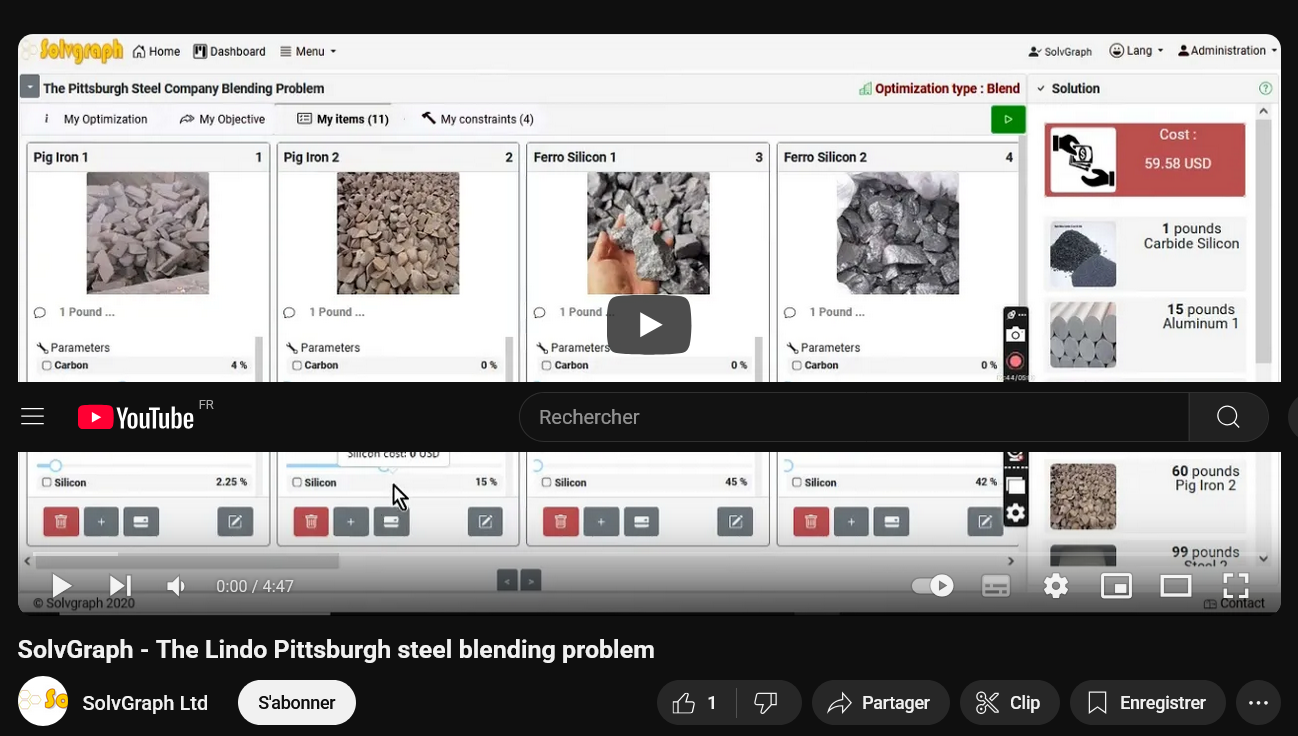 Solvgraph Home Dashboard Menu SolvGraph Lang Administration
The Pittsburgh Steel Company Blending Problem Optimization type : Blend Solution
My Optimization My Objective My items (11) My constraints (4)
Pig Iron 1 1 Pig Iron 2 2 Ferro Silicon 1 3 Ferro Silicon 2 4
Cost :
59.58 USD
1 pounds
Carbide Silicon
1 Pound ... 1 Pound ... 1 Pound ... 1 Pound ...
15 pounds
Aluminum 1
Parameters Parameters Parameters Parameters
Carbon 4 % Carbon 0 % Carbon 0 % Carbon 0 %
YouTube FR
Rechercher
Silicon cost: 0 USD
Silicon 2.25 % Silicon 15 % Silicon 45 % Silicon 42 %
60 pounds
Pig Iron 2
99 pounds
Steel 2
0:00 / 4:47
© Solvgraph 2020 Contact
SolvGraph - The Lindo Pittsburgh steel blending problem
SolvGraph Ltd S'abonner 1 Partager Clip Enregistrer